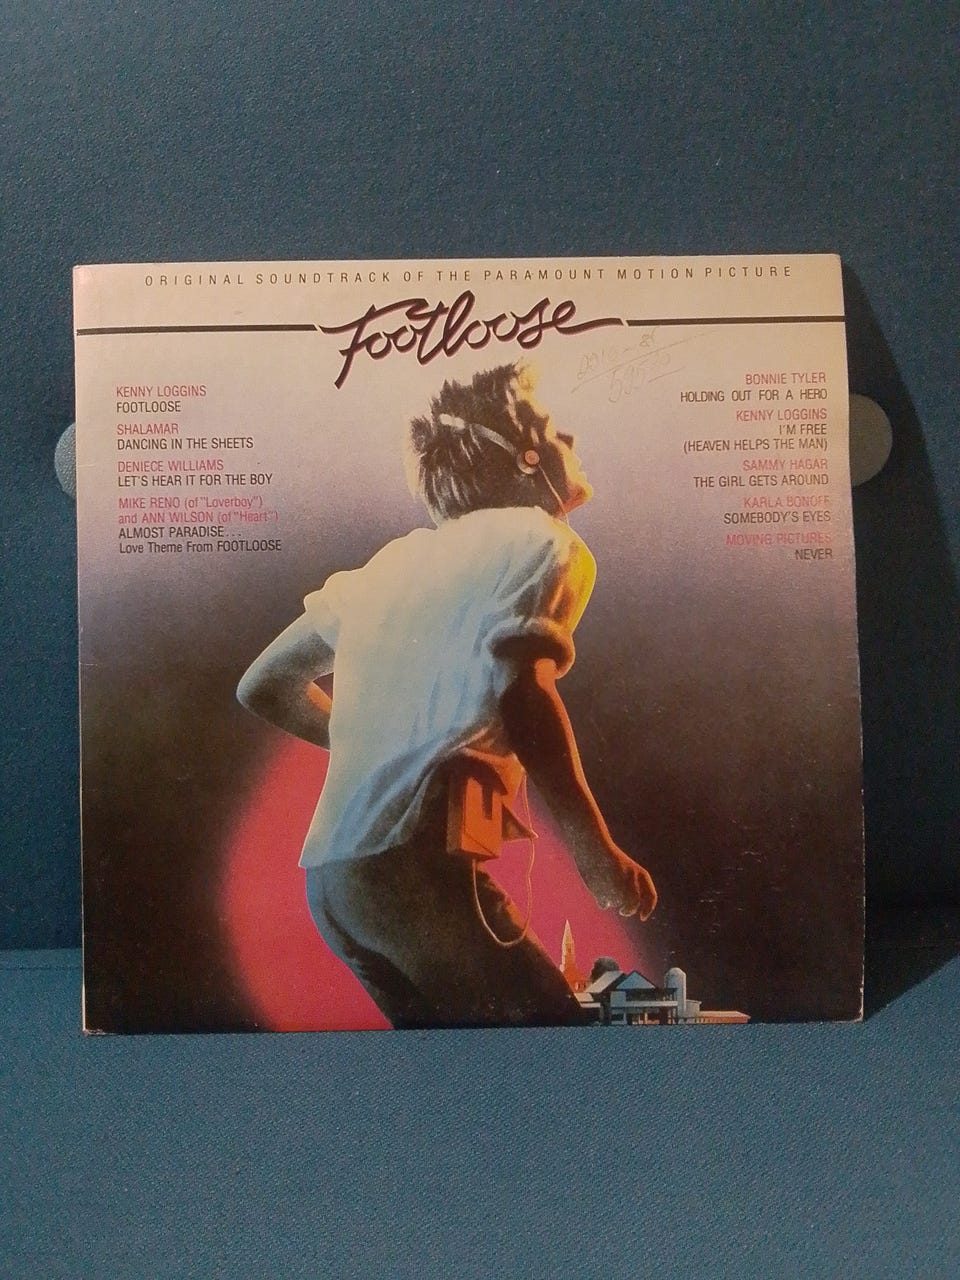 ORIGINAL SOUNDTRACK OF THE PARAMOUNT MOTION PICTURE
Footloose
KENNY LOGGINS
FOOTLOOSE
SHALAMAR
DANCING IN THE SHEETS
DENIECE WILLIAMS
LET'S HEAR IT FOR THE BOY
MIKE RENO (of "Loverboy")
and ANN WILSON (of "Heart")
ALMOST PARADISE...
Love Theme From FOOTLOOSE
BONNIE TYLER
HOLDING OUT FOR A HERO
KENNY LOGGINS
I'M FREE
(HEAVEN HELPS THE MAN)
SAMMY HAGAR
THE GIRL GETS AROUND
KARLA BONOFF
SOMEBODY'S EYES
MOVING PICTURES
NEVER